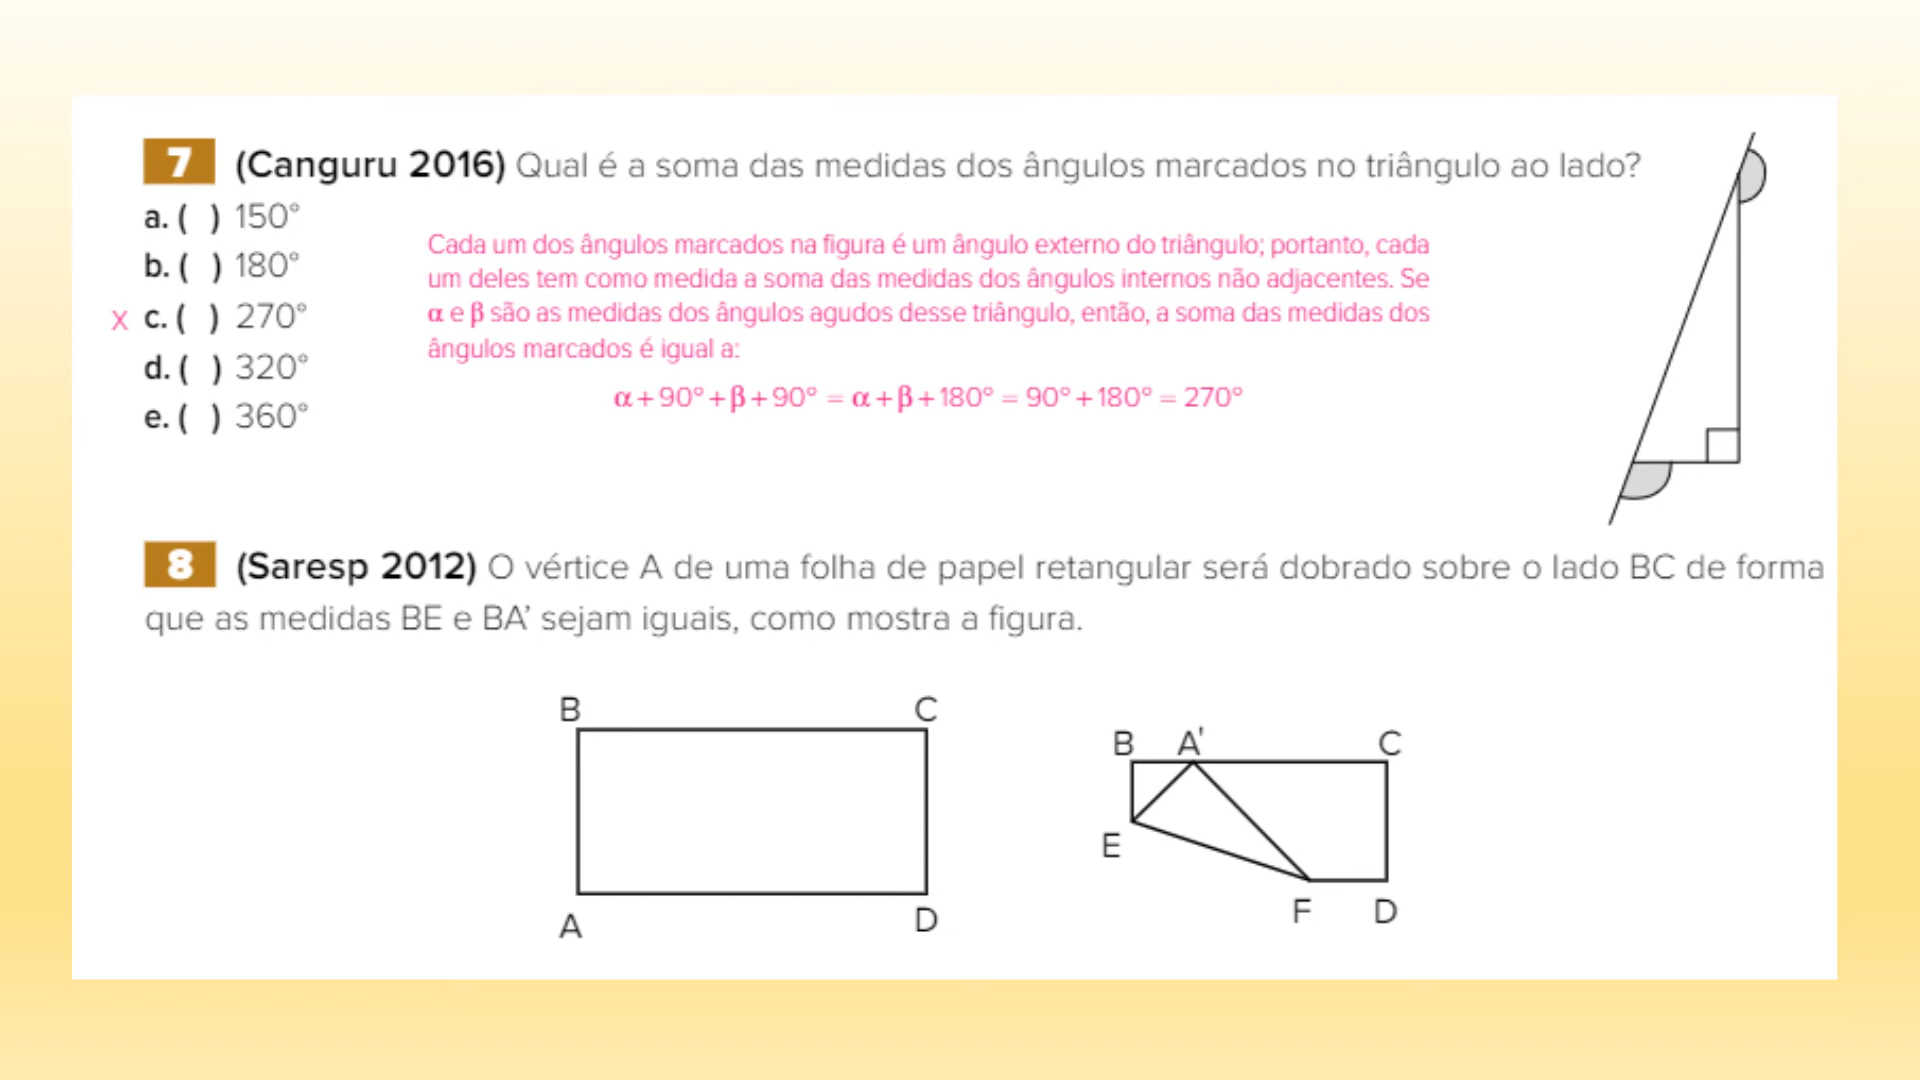 7 (Canguru 2016) Qual é a soma das medidas dos ângulos marcados no triângulo ao lado?
a. ( ) 150°
b. ( ) 180°
x c. ( ) 270°
d. ( ) 320°
e. ( ) 360°
Cada um dos ângulos marcados na figura é um ângulo externo do triângulo; portanto, cada
um deles tem como medida a soma das medidas dos ângulos internos não adjacentes. Se
α e β são as medidas dos ângulos agudos desse triângulo, então, a soma das medidas dos
ângulos marcados é igual a:
α + 90° + β + 90° = α + β + 180° = 90° + 180° = 270°
8 (Saresp 2012) O vértice A de uma folha de papel retangular será dobrado sobre o lado BC de forma
que as medidas BE e BA’ sejam iguais, como mostra a figura.
B C
A D
B A' C
E
F D